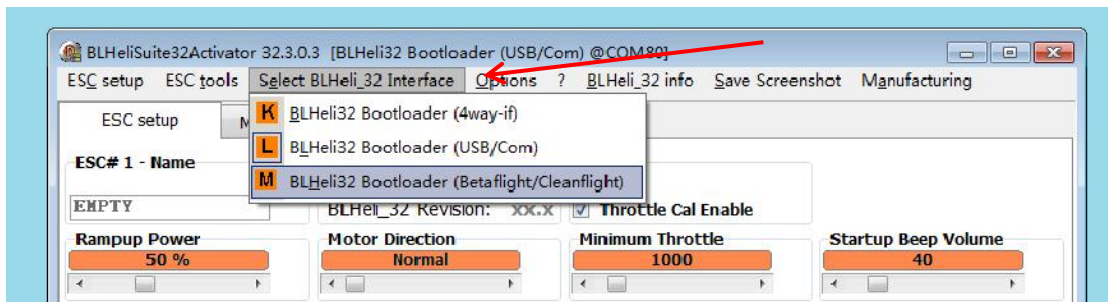 BLHeliSuite32Activator 32.3.0.3 [BLHeli32 Bootloader (USB/Com) @COM80]
ESC setup ESC tools Select BLHeli_32 Interface Options ? BLHeli_32 info Save Screenshot Manufacturing
ESC setup M
K BLHeli32 Bootloader (4way-if)
L BLHeli32 Bootloader (USB/Com)
M BLHeli32 Bootloader (Betaflight/Cleanflight)
ESC# 1 - Name
EMPTY BLHeli_32 Revision: xx.x Throttle Cal Enable
Rampup Power Motor Direction Minimum Throttle Startup Beep Volume
50 % Normal 1000 40